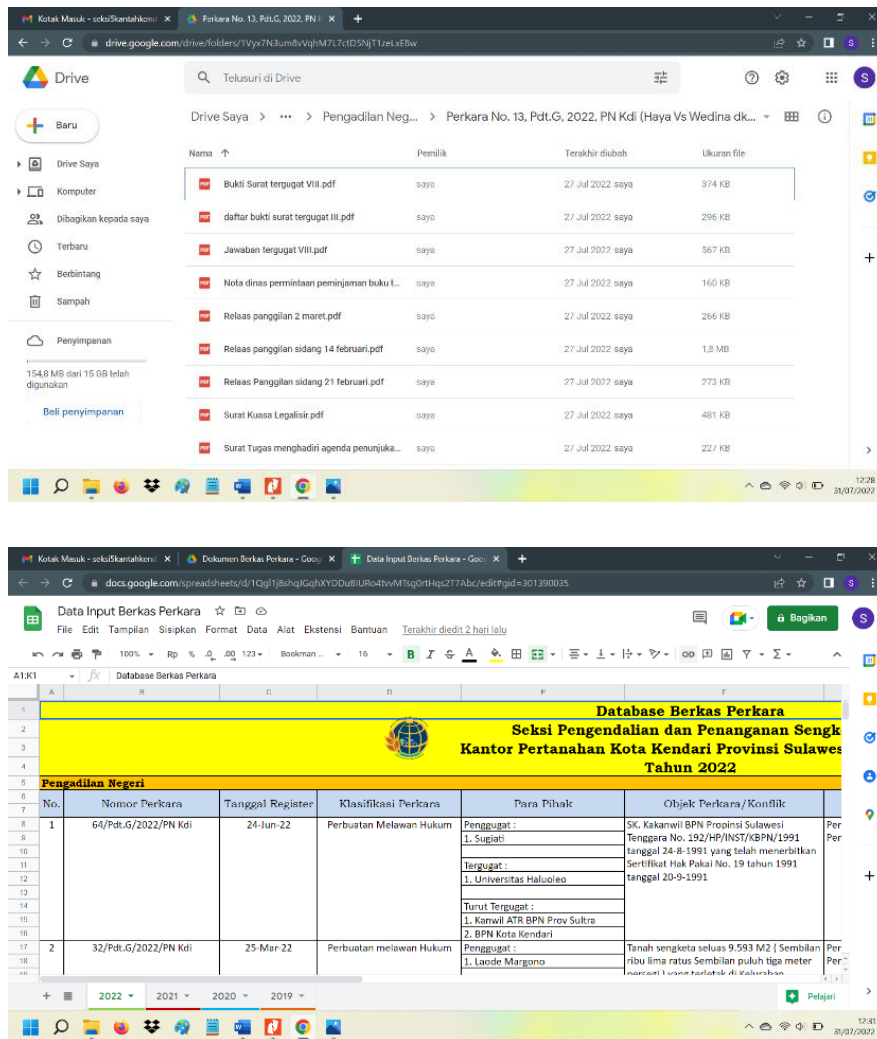 Kotak Masuk - seksi5kantahkend
Perkara No. 13, Pdt.G, 2022, PN
drive.google.com/drive/folders/
Drive
Telusuri di Drive
S
Baru
Drive Saya > ... > Pengadilan Neg... > Perkara No. 13, Pdt.G, 2022, PN Kdi (Haya Vs Wedina dk...
Nama Pemilik Terakhir diubah Ukuran file
Drive Saya
Komputer
Dibagikan kepada saya
Terbaru
Berbintang
Sampah
Penyimpanan
154,8 MB dari 15 GB telah
digunakan
Beli penyimpanan
Bukti Surat tergugat VIII.pdf saya 27 Jul 2022 saya 374 KB
daftar bukti surat tergugat III.pdf saya 27 Jul 2022 saya 296 KB
Jawaban tergugat VIII.pdf saya 27 Jul 2022 saya 567 KB
Nota dinas permintaan peminjaman buku t... saya 27 Jul 2022 saya 160 KB
Relaas panggilan 2 maret.pdf saya 27 Jul 2022 saya 266 KB
Relaas panggilan sidang 14 februari.pdf saya 27 Jul 2022 saya 1,8 MB
Relaas Panggilan sidang 21 februari.pdf saya 27 Jul 2022 saya 273 KB
Surat Kuasa Legalisir.pdf saya 27 Jul 2022 saya 481 KB
Surat Tugas menghadiri agenda penunjuka... saya 27 Jul 2022 saya 227 KB
12:28
31/07/2022
Kotak Masuk - seksi5kantahkend
Dokumen Berkas Perkara - Goog
Data Input Berkas Perkara - Goog
docs.google.com/spreadsheets/d/
Data Input Berkas Perkara
File Edit Tampilan Sisipkan Format Data Alat Ekstensi Bantuan Terakhir diedit 2 hari lalu
Bagikan
S
100% Rp % .0 .00 123 Bookman ... 16 B I S A
A1:K1 fx Database Berkas Perkara
Database Berkas Perkara
Seksi Pengendalian dan Penanganan Sengk
Kantor Pertanahan Kota Kendari Provinsi Sulawes
Tahun 2022
Pengadilan Negeri
No. Nomor Perkara Tanggal Register Klasifikasi Perkara Para Pihak Objek Perkara/Konflik
1 64/Pdt.G/2022/PN Kdi 24-Jun-22 Perbuatan Melawan Hukum Penggugat : SK. Kakanwil BPN Propinsi Sulawesi Per
1. Sugiati Tenggara No. 192/HP/INST/KBPN/1991 Per
tanggal 24-8-1991 yang telah menerbitkan
Tergugat : Sertifikat Hak Pakai No. 19 tahun 1991
1. Universitas Haluoleo tanggal 20-9-1991
Turut Tergugat :
1. Kanwil ATR BPN Prov Sultra
2. BPN Kota Kendari
2 32/Pdt.G/2022/PN Kdi 25-Mar-22 Perbuatan melawan Hukum Penggugat : Tanah sengketa seluas 9.593 M2 ( Sembilan Per
1. Laode Margono ribu lima ratus Sembilan puluh tiga meter Per
persegi ) yang terletak di Kelurahan
2022 2021 2020 2019
Pelajari
12:31
31/07/2022